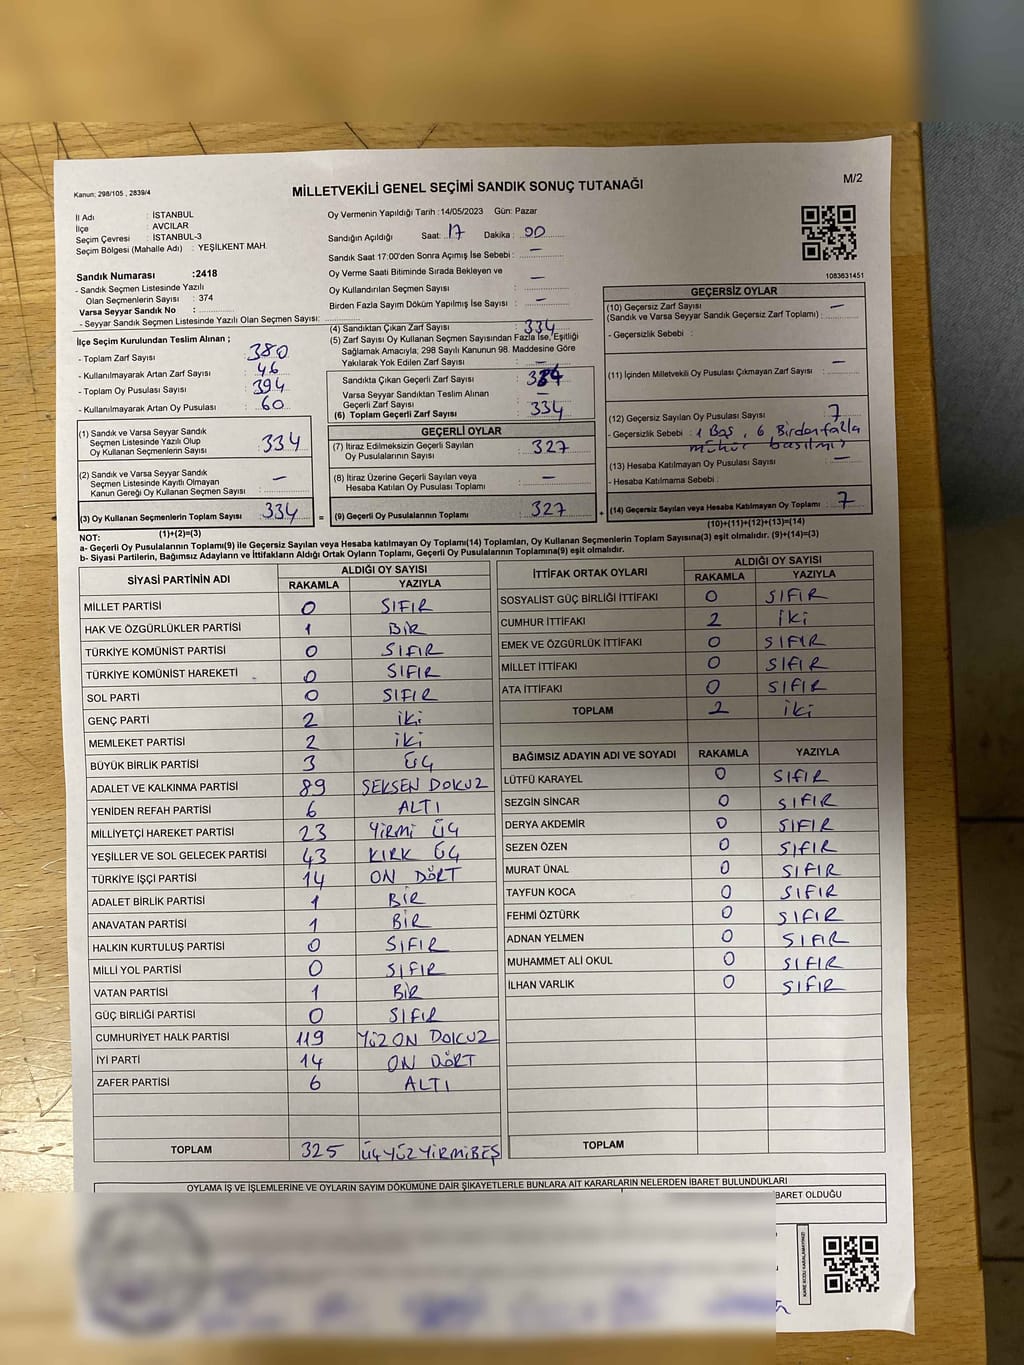 Kanun: 298/105 , 2839/4
MİLLETVEKİLİ GENEL SEÇİMİ SANDIK SONUÇ TUTANAĞI
M/2
İl Adı : İSTANBUL
İlçe : AVCILAR
Seçim Çevresi : İSTANBUL-3
Seçim Bölgesi (Mahalle Adı) : YEŞİLKENT MAH.
Sandık Numarası :2418
- Sandık Seçmen Listesinde Yazılı
Olan Seçmenlerin Sayısı : 374
Varsa Seyyar Sandık No :
- Seyyar Sandık Seçmen Listesinde Yazılı Olan Seçmen Sayısı:
Oy Vermenin Yapıldığı Tarih :14/05/2023 Gün: Pazar
Sandığın Açıldığı Saat: 17 Dakika : 00
Sandık Saat 17:00'den Sonra Açımış İse Sebebi : —
Oy Verme Saati Bitiminde Sırada Bekleyen ve
Oy Kullandırılan Seçmen Sayısı : —
Birden Fazla Sayım Döküm Yapılmış İse Sayısı : —
1083631451
İlçe Seçim Kurulundan Teslim Alınan ;
- Toplam Zarf Sayısı : 380
- Kullanılmayarak Artan Zarf Sayısı : 46
- Toplam Oy Pusulası Sayısı : 394
- Kullanılmayarak Artan Oy Pusulası : 60
(1) Sandık ve Varsa Seyyar Sandık
Seçmen Listesinde Yazılı Olup
Oy Kullanan Seçmenlerin Sayısı : 334
(2) Sandık ve Varsa Seyyar Sandık
Seçmen Listesinde Kayıtlı Olmayan
Kanun Gereği Oy Kullanan Seçmen Sayısı : —
(3) Oy Kullanan Seçmenlerin Toplam Sayısı : 334
(1)+(2)=(3)
(4) Sandıktan Çıkan Zarf Sayısı : 334
(5) Zarf Sayısı Oy Kullanan Seçmen Sayısından Fazla İse, Eşitliği
Sağlamak Amacıyla; 298 Sayılı Kanunun 98. Maddesine Göre
Yakılarak Yok Edilen Zarf Sayısı : —
Sandıkta Çıkan Geçerli Zarf Sayısı : 334
Varsa Seyyar Sandıktan Teslim Alınan
Geçerli Zarf Sayısı : —
(6) Toplam Geçerli Zarf Sayısı : 334
GEÇERLİ OYLAR
(7) İtiraz Edilmeksizin Geçerli Sayılan
Oy Pusulalarının Sayısı : 327
(8) İtiraz Üzerine Geçerli Sayılan veya
Hesaba Katılan Oy Pusulası Toplamı : —
= (9) Geçerli Oy Pusulalarının Toplamı : 327
GEÇERSİZ OYLAR
(10) Geçersiz Zarf Sayısı
(Sandık ve Varsa Seyyar Sandık Geçersiz Zarf Toplamı) : —
- Geçersizlik Sebebi :
(11) İçinden Milletvekili Oy Pusulası Çıkmayan Zarf Sayısı : —
(12) Geçersiz Sayılan Oy Pusulası Sayısı : 7
- Geçersizlik Sebebi : 1 Boş, 6 Birden fazla
mühür basılmış
(13) Hesaba Katılmayan Oy Pusulası Sayısı : —
- Hesaba Katılmama Sebebi :
+ (14) Geçersiz Sayılan veya Hesaba Katılmayan Oy Toplamı : 7
(10)+(11)+(12)+(13)=(14)
NOT:
a- Geçerli Oy Pusulalarının Toplamı(9) ile Geçersiz Sayılan veya Hesaba katılmayan Oy Toplamı(14) Toplamları, Oy Kullanan Seçmenlerin Toplam Sayısına(3) eşit olmalıdır. (9)+(14)=(3)
b- Siyasi Partilerin, Bağımsız Adayların ve İttifakların Aldığı Ortak Oyların Toplamı, Geçerli Oy Pusulalarının Toplamına(9) eşit olmalıdır.
SİYASİ PARTİNİN ADI ALDIĞI OY SAYISI
RAKAMLA YAZIYLA
MİLLET PARTİSİ 0 SIFIR
HAK VE ÖZGÜRLÜKLER PARTİSİ 1 BİR
TÜRKİYE KOMÜNİST PARTİSİ 0 SIFIR
TÜRKİYE KOMÜNİST HAREKETİ 0 SIFIR
SOL PARTİ 0 SIFIR
GENÇ PARTİ 2 İKİ
MEMLEKET PARTİSİ 2 İKİ
BÜYÜK BİRLİK PARTİSİ 3 ÜÇ
ADALET VE KALKINMA PARTİSİ 89 SEKSEN DOKUZ
YENİDEN REFAH PARTİSİ 6 ALTI
MİLLİYETÇİ HAREKET PARTİSİ 23 YİRMİ ÜÇ
YEŞİLLER VE SOL GELECEK PARTİSİ 43 KIRK ÜÇ
TÜRKİYE İŞÇİ PARTİSİ 14 ON DÖRT
ADALET BİRLİK PARTİSİ 1 BİR
ANAVATAN PARTİSİ 1 BİR
HALKIN KURTULUŞ PARTİSİ 0 SIFIR
MİLLİ YOL PARTİSİ 0 SIFIR
VATAN PARTİSİ 1 BİR
GÜÇ BİRLİĞİ PARTİSİ 0 SIFIR
CUMHURİYET HALK PARTİSİ 119 YÜZ ON DOKUZ
İYİ PARTİ 14 ON DÖRT
ZAFER PARTİSİ 6 ALTI
TOPLAM 325 ÜÇYÜZYİRMİBEŞ
İTTİFAK ORTAK OYLARI ALDIĞI OY SAYISI
RAKAMLA YAZIYLA
SOSYALİST GÜÇ BİRLİĞİ İTTİFAKI 0 SIFIR
CUMHUR İTTİFAKI 2 İKİ
EMEK VE ÖZGÜRLÜK İTTİFAKI 0 SIFIR
MİLLET İTTİFAKI 0 SIFIR
ATA İTTİFAKI 0 SIFIR
TOPLAM 2 İKİ
BAĞIMSIZ ADAYIN ADI VE SOYADI RAKAMLA YAZIYLA
LÜTFÜ KARAYEL 0 SIFIR
SEZGİN SİNCAR 0 SIFIR
DERYA AKDEMİR 0 SIFIR
SEZEN ÖZEN 0 SIFIR
MURAT ÜNAL 0 SIFIR
TAYFUN KOCA 0 SIFIR
FEHMİ ÖZTÜRK 0 SIFIR
ADNAN YELMEN 0 SIFIR
MUHAMMET ALİ OKUL 0 SIFIR
İLHAN VARLIK 0 SIFIR
TOPLAM
OYLAMA İŞ VE İŞLEMLERİNE VE OYLARIN SAYIM DÖKÜMÜNE DAİR ŞİKAYETLERLE BUNLARA AİT KARARLARIN NELERDEN İBARET BULUNDUKLARI
İBARET OLDUĞU
KARE KODU KARALAMAYINIZ!